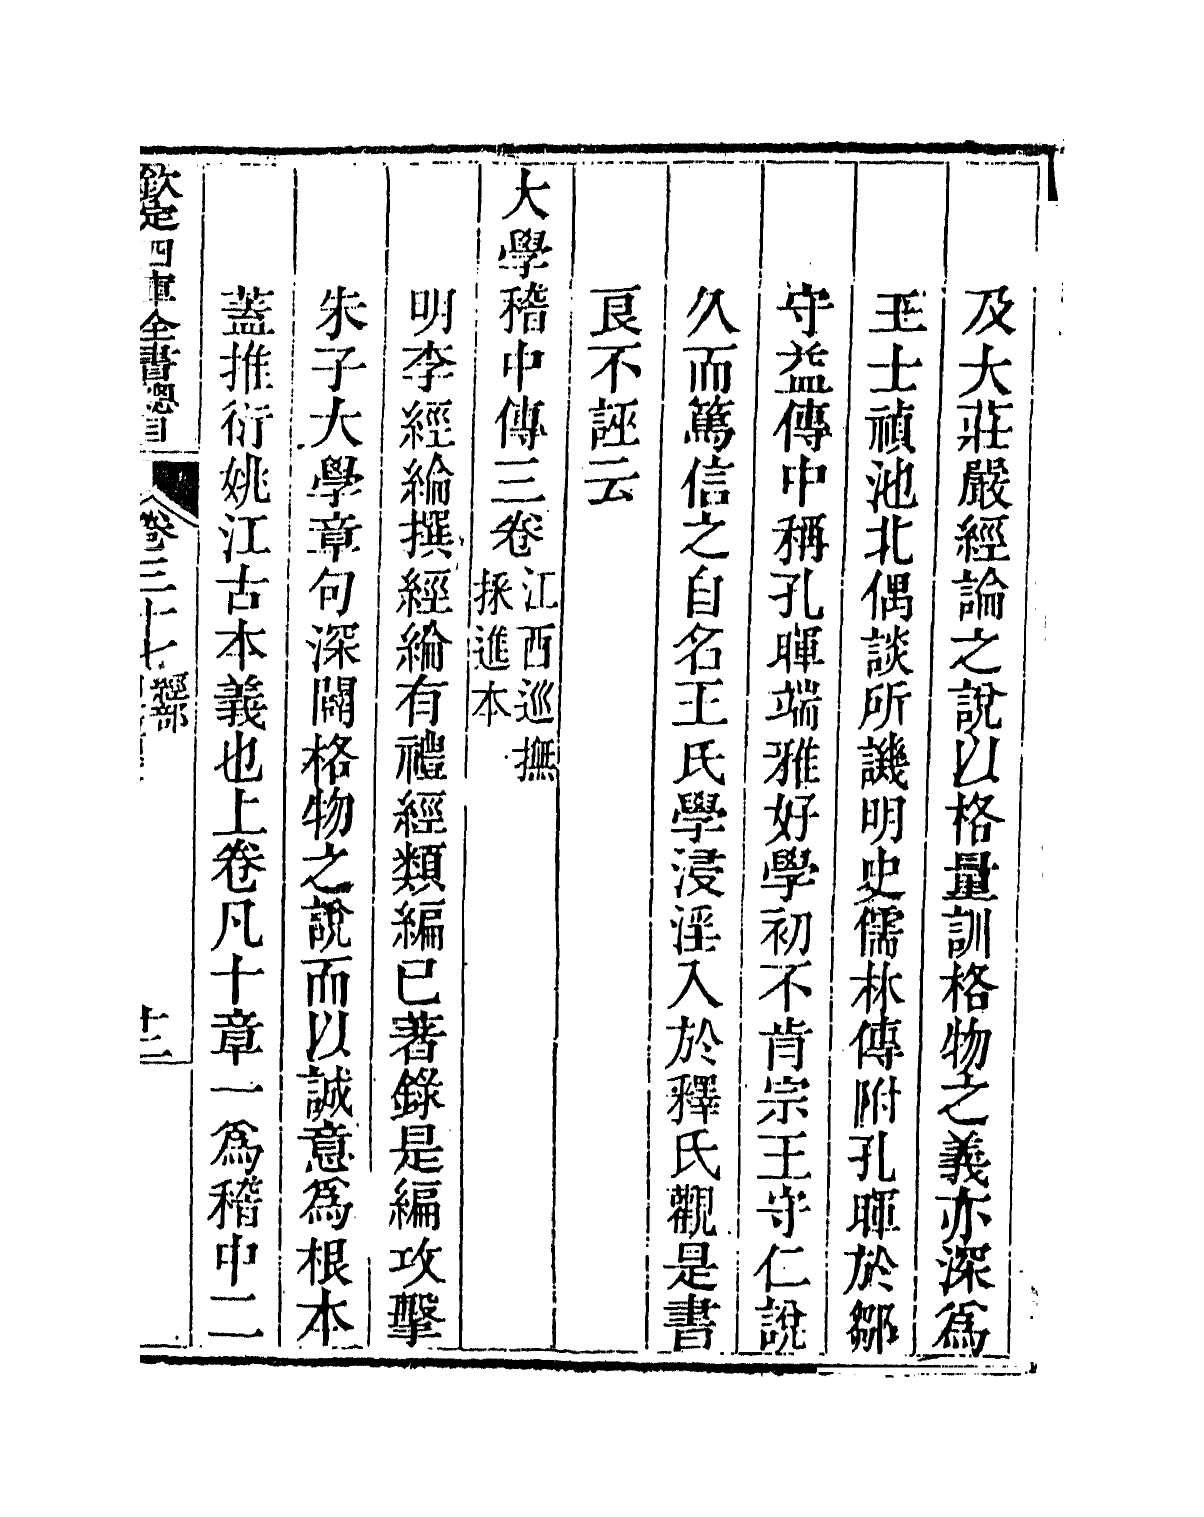 及大莊嚴經論之說以格量訓格物之義亦深爲
王士禎池北偶談所譏明史儒林傳附孔暉於鄒
守益傳中稱孔暉端雅好學初不肯宗王守仁說
久而篤信之自名王氏學浸淫入於釋氏觀是書
良不誣云
大學稽中傳三卷江西巡撫
採進本
明李經綸撰經綸有禮經類編已著錄是編攻擊
朱子大學章句深闢格物之說而以誠意爲根本
蓋推衍姚江古本義也上卷凡十章一爲稽中二
欽定四庫全書總目
卷三十七
經部
十二